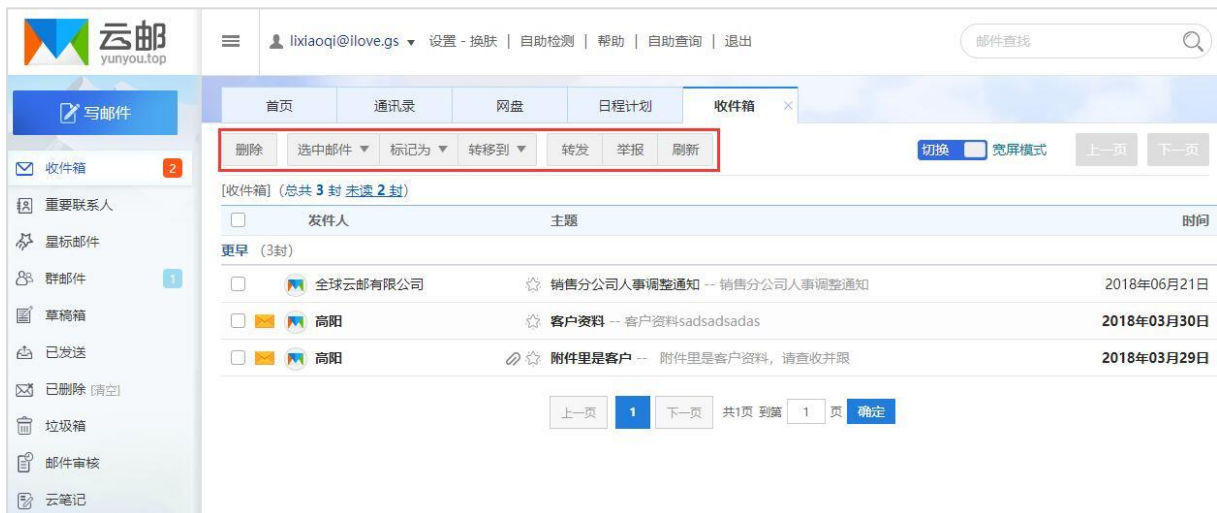 云邮
yunyou.top
lixiaoqi@ilove.gs 设置 - 换肤 | 自助检测 | 帮助 | 自助查询 | 退出
邮件查找
写邮件
收件箱 2
重要联系人
星标邮件
群邮件 1
草稿箱
已发送
已删除 [清空]
垃圾箱
邮件审核
云笔记
首页 通讯录 网盘 日程计划 收件箱 ×
删除 选中邮件 ▼ 标记为 ▼ 转移到 ▼ 转发 举报 刷新
切换 宽屏模式 上一页 下一页
[收件箱] (总共 3 封 未读 2 封)
发件人 主题 时间
更早 (3封)
全球云邮有限公司 销售分公司人事调整通知 -- 销售分公司人事调整通知 2018年06月21日
高阳 客户资料 -- 客户资料sadsadsadas 2018年03月30日
高阳 附件里是客户 -- 附件里是客户资料，请查收并跟 2018年03月29日
上一页 1 下一页 共1页 到第 1 页 确定